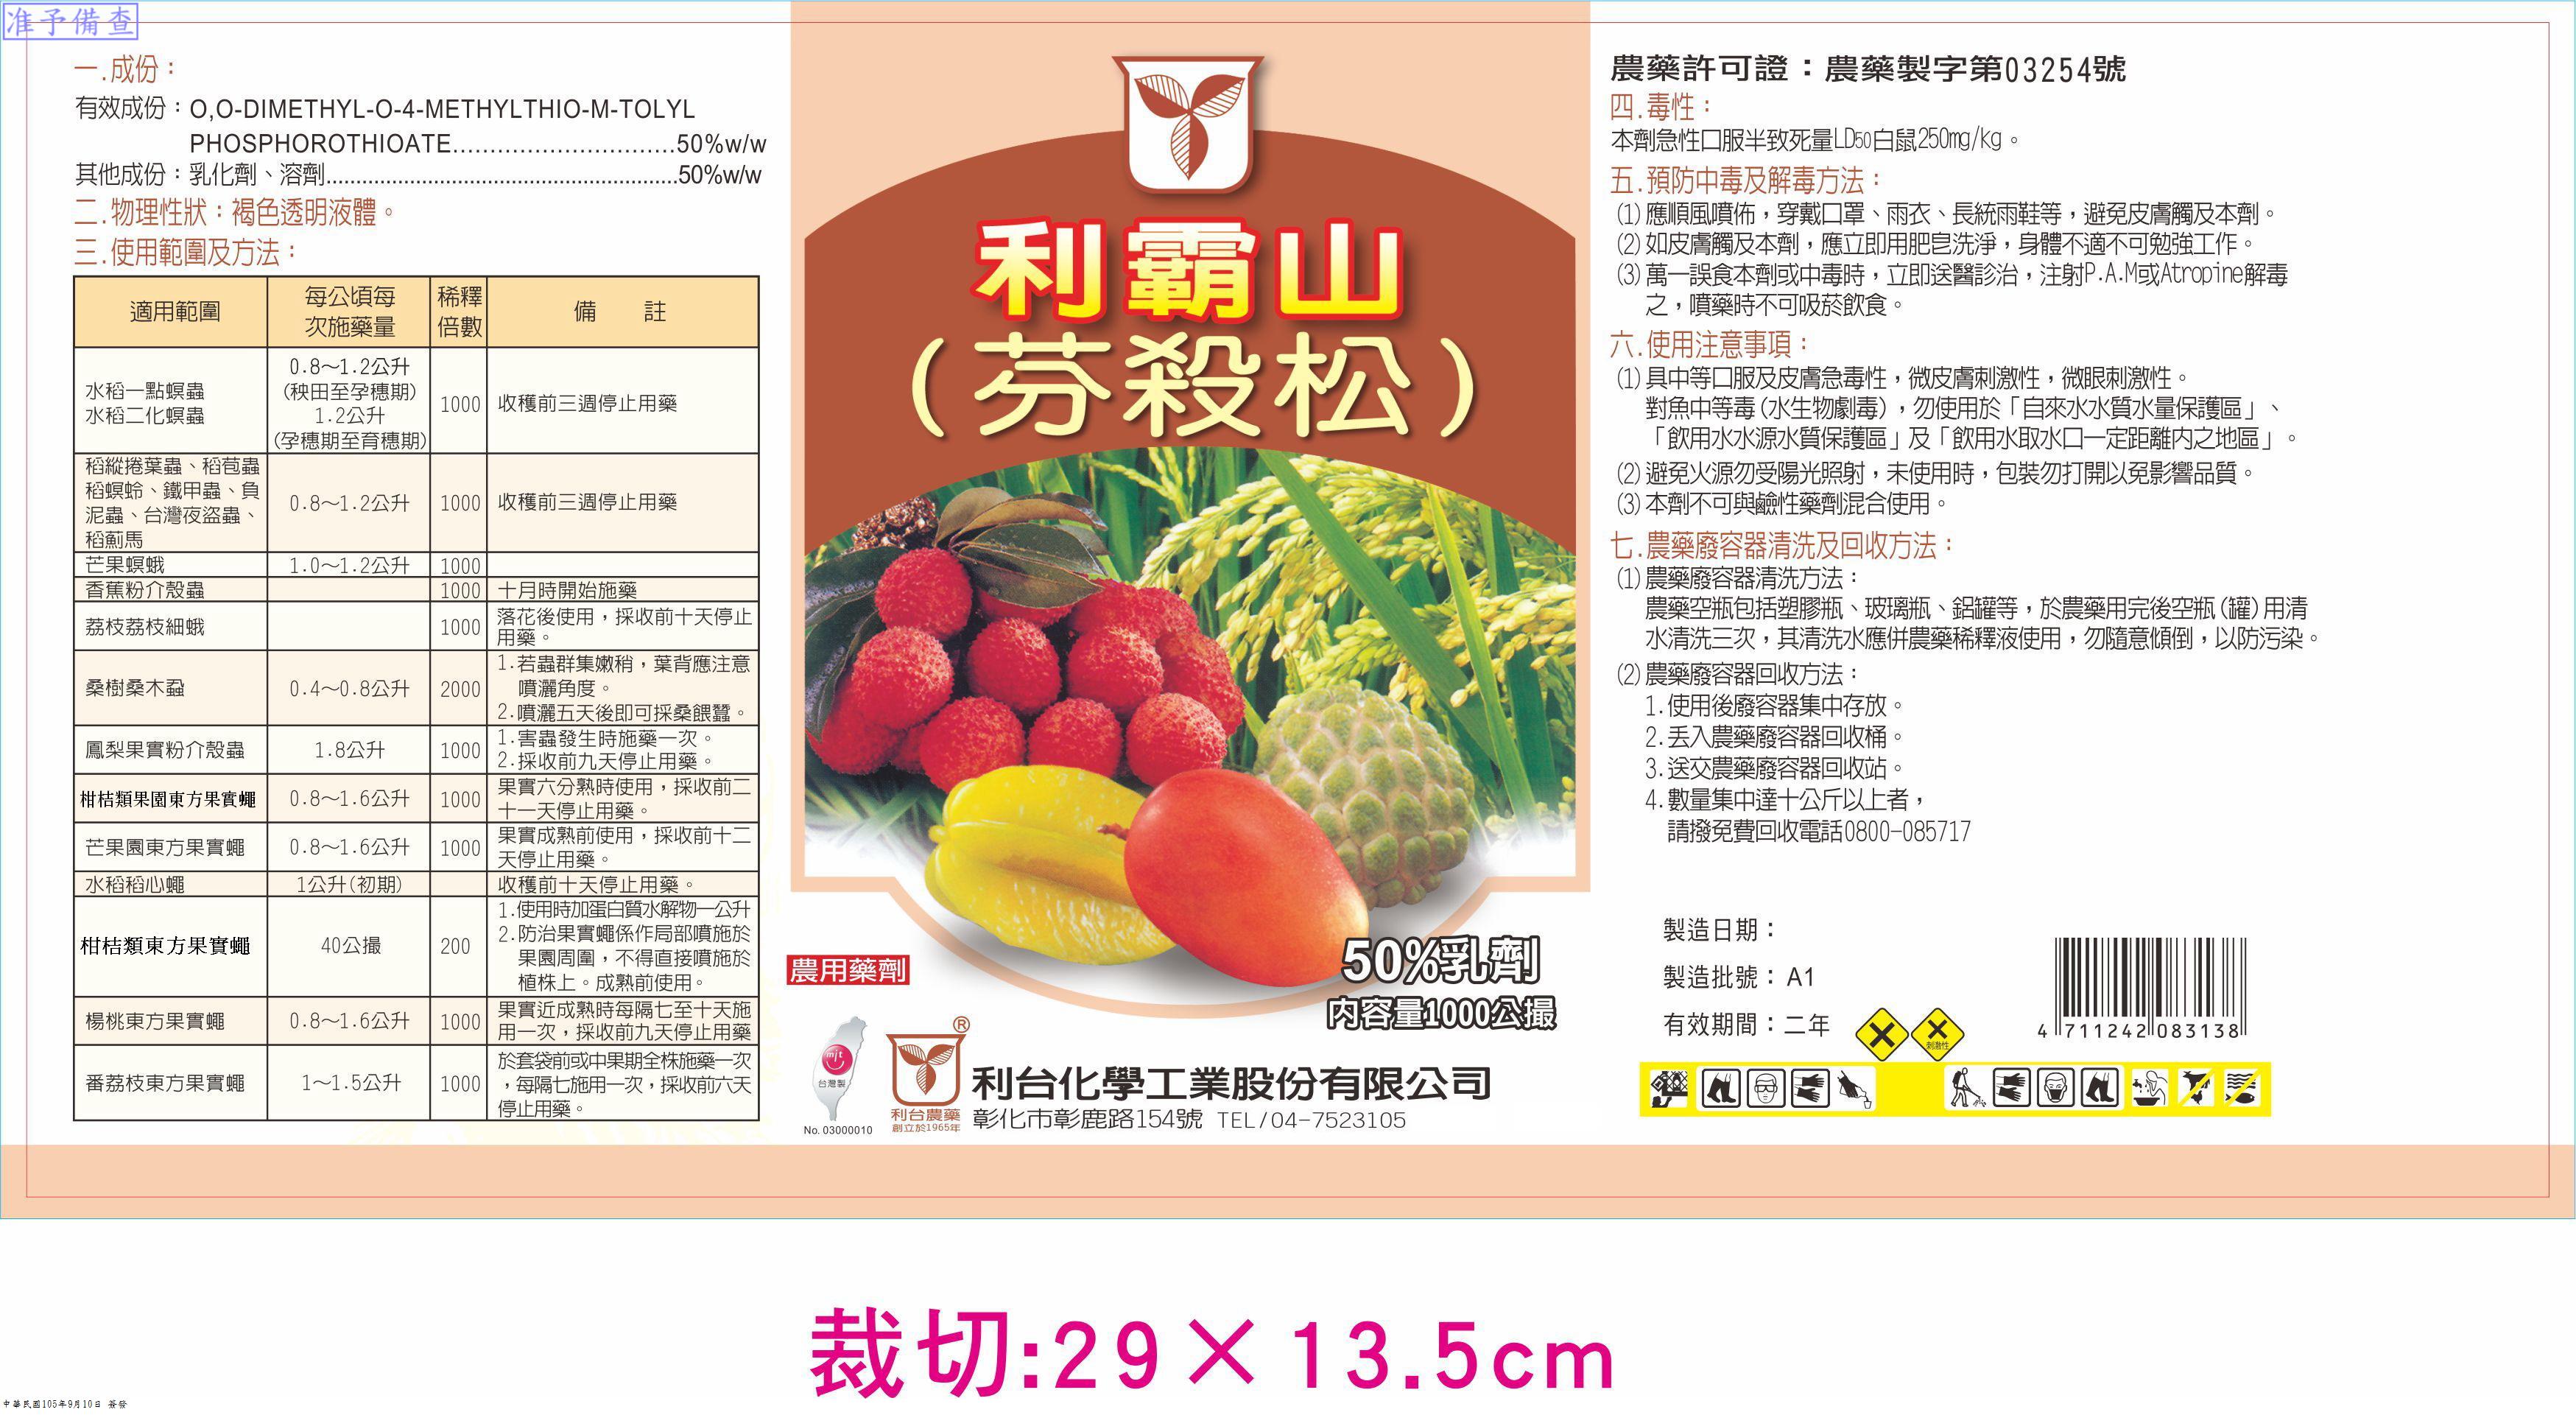 准予備查
一.成份：
有效成份：O,O-DIMETHYL-O-4-METHYLTHIO-M-TOLYL
PHOSPHOROTHIOATE..............................50%w/w
其他成份：乳化劑、溶劑..........................................................50%w/w
二.物理性狀：褐色透明液體。
三.使用範圍及方法：
適用範圍 每公頃每次施藥量 稀釋倍數 備 註
水稻一點螟蟲
水稻二化螟蟲
0.8～1.2公升
(秧田至孕穗期)
1.2公升
(孕穗期至育穗期)
1000 收穫前三週停止用藥
稻縱捲葉蟲、稻苞蟲
稻螟蛉、鐵甲蟲、負
泥蟲、台灣夜盜蟲、
稻薊馬
0.8～1.2公升 1000 收穫前三週停止用藥
芒果螟蛾 1.0～1.2公升 1000
香蕉粉介殼蟲 1000 十月時開始施藥
荔枝荔枝細蛾 1000 落花後使用，採收前十天停止
用藥。
桑樹桑木蝨 0.4～0.8公升 2000
1.若蟲群集嫩稍，葉背應注意
噴灑角度。
2.噴灑五天後即可採桑餵蠶。
鳳梨果實粉介殼蟲 1.8公升 1000
1.害蟲發生時施藥一次。
2.採收前九天停止用藥。
柑桔類果園東方果實蠅 0.8～1.6公升 1000
果實六分熟時使用，採收前二
十一天停止用藥。
芒果園東方果實蠅 0.8～1.6公升 1000
果實成熟前使用，採收前十二
天停止用藥。
水稻稻心蠅 1公升(初期) 收穫前十天停止用藥。
柑桔類東方果實蠅 40公撮 200
1.使用時加蛋白質水解物一公升
2.防治果實蠅係作局部噴施於
果園周圍，不得直接噴施於
植株上。成熟前使用。
楊桃東方果實蠅 0.8～1.6公升 1000
果實近成熟時每隔七至十天施
用一次，採收前九天停止用藥
番荔枝東方果實蠅 1～1.5公升 1000
於套袋前或中果期全株施藥一次
，每隔七施用一次，採收前六天
停止用藥。
利霸山
(芬殺松)
50%乳劑
內容量1000公撮
農用藥劑
mit
台灣製
No. 03000010
®
利台農藥
創立於1965年
利台化學工業股份有限公司
彰化市彰鹿路154號 TEL/04-7523105
農藥許可證：農藥製字第03254號
四.毒性：
本劑急性口服半致死量LD50白鼠250mg/kg。
五.預防中毒及解毒方法：
(1)應順風噴佈，穿戴口罩、雨衣、長統雨鞋等，避免皮膚觸及本劑。
(2)如皮膚觸及本劑，應立即用肥皂洗淨，身體不適不可勉強工作。
(3)萬一誤食本劑或中毒時，立即送醫診治，注射P.A.M或Atropine解毒
之，噴藥時不可吸菸飲食。
六.使用注意事項：
(1)具中等口服及皮膚急毒性，微皮膚刺激性，微眼刺激性。
對魚中等毒(水生物劇毒)，勿使用於「自來水水質水量保護區」、
「飲用水水源水質保護區」及「飲用水取水口一定距離內之地區」。
(2)避免火源勿受陽光照射，未使用時，包裝勿打開以免影響品質。
(3)本劑不可與鹼性藥劑混合使用。
七.農藥廢容器清洗及回收方法：
(1)農藥廢容器清洗方法：
農藥空瓶包括塑膠瓶、玻璃瓶、鋁罐等，於農藥用完後空瓶(罐)用清
水清洗三次，其清洗水應併農藥稀釋液使用，勿隨意傾倒，以防污染。
(2)農藥廢容器回收方法：
1.使用後廢容器集中存放。
2.丟入農藥廢容器回收桶。
3.送交農藥廢容器回收站。
4.數量集中達十公斤以上者，
請撥免費回收電話0800-085717
製造日期：
製造批號：A1
有效期間：二年
刺激性
4 711242 083138
裁切:29×13.5cm
中華民國105年9月10日 簽發